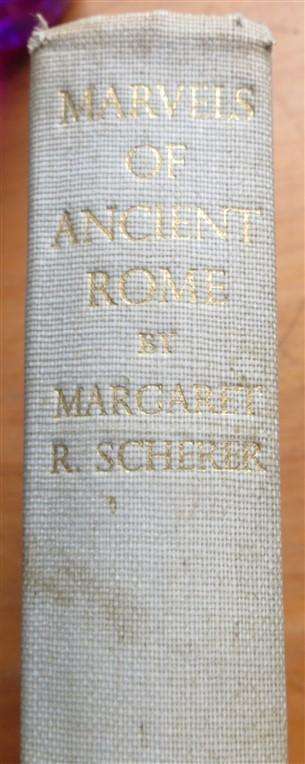 MARVELS
OF
ANCIENT
ROME
BY
MARGARET
R. SCHERER